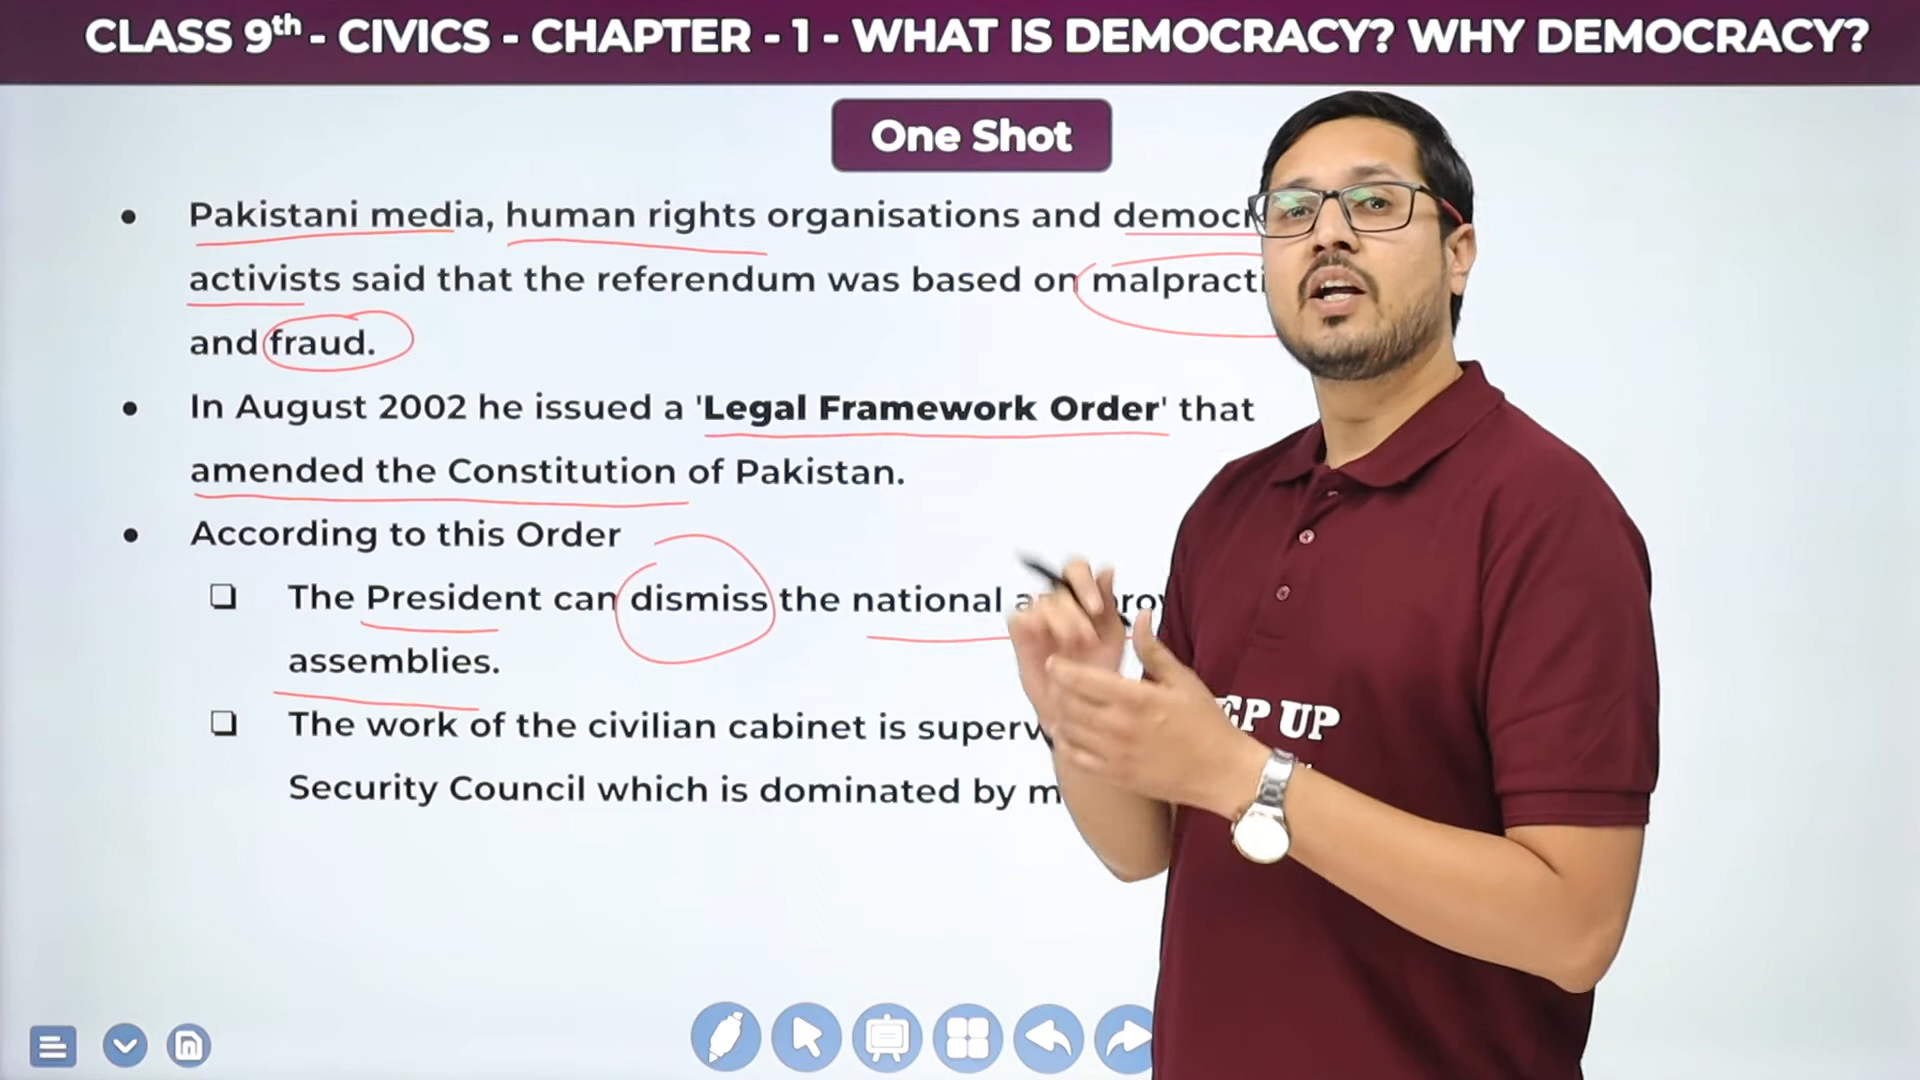 CLASS 9th - CIVICS - CHAPTER - 1 - WHAT IS DEMOCRACY? WHY DEMOCRACY?
One Shot
Pakistani media, human rights organisations and
activists said that the referendum was based on
and fraud.
In August 2002 he issued a 'Legal Framework Order' that
amended the Constitution of Pakistan.
According to this Order
The President can dismiss the national
assemblies.
The work of the civilian cabinet is
Security Council which is dominated by
UP